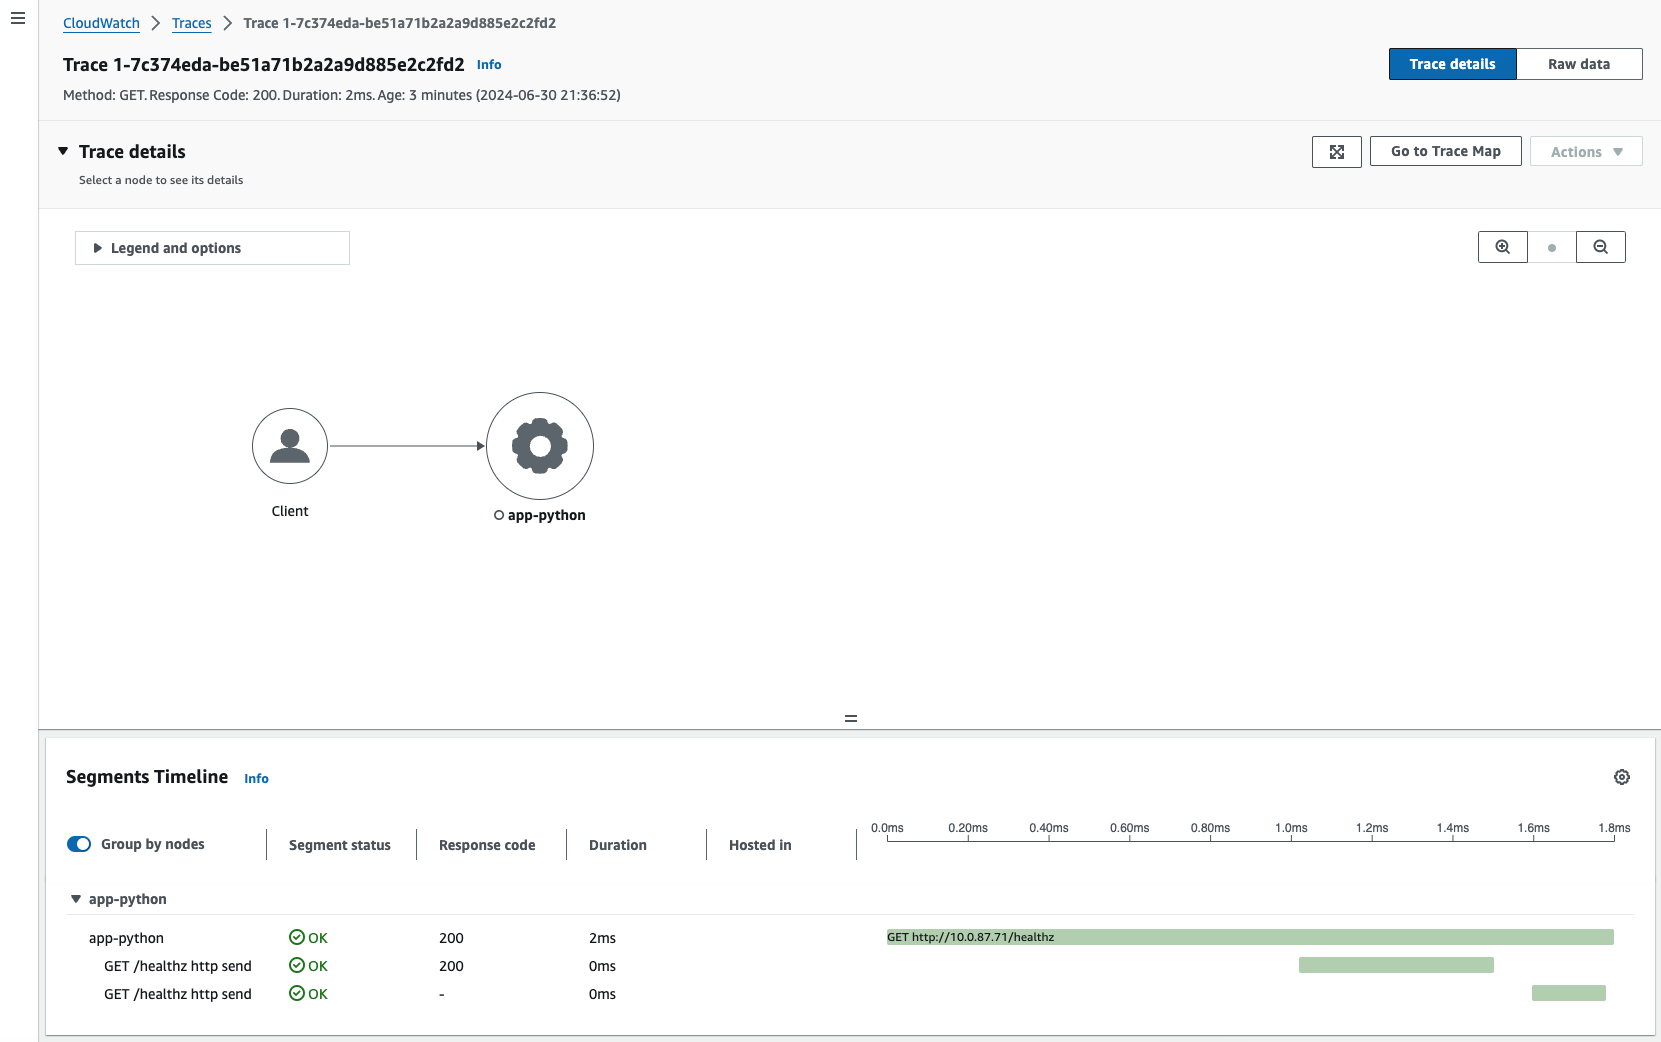 CloudWatch > Traces > Trace 1-7c374eda-be51a71b2a2a9d885e2c2fd2
Trace 1-7c374eda-be51a71b2a2a9d885e2c2fd2 Info
Trace details Raw data
Method: GET. Response Code: 200. Duration: 2ms. Age: 3 minutes (2024-06-30 21:36:52)
Trace details
Go to Trace Map Actions
Select a node to see its details
Legend and options
Client
app-python
Segments Timeline Info
Group by nodes Segment status Response code Duration Hosted in 0.0ms 0.20ms 0.40ms 0.60ms 0.80ms 1.0ms 1.2ms 1.4ms 1.6ms 1.8ms
app-python
app-python OK 200 2ms GET http://10.0.87.71/healthz
GET /healthz http send OK 200 0ms
GET /healthz http send OK - 0ms